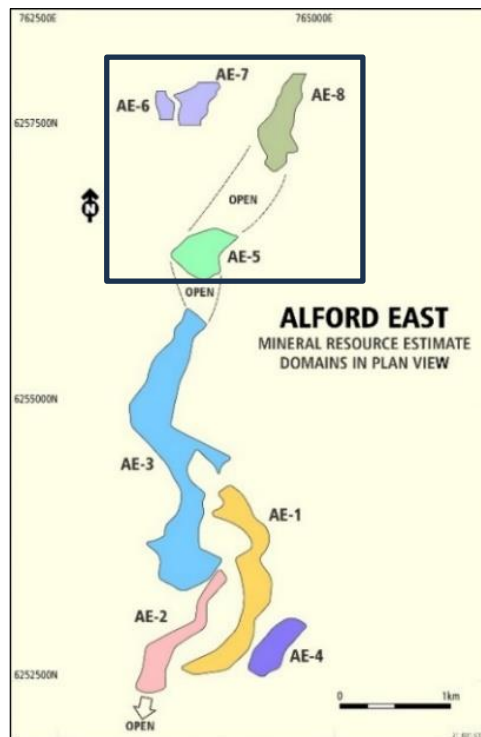 762500E
765000E
AE-7
AE-6
AE-8
6257500N
N
OPEN
AE-5
OPEN
ALFORD EAST
MINERAL RESOURCE ESTIMATE
DOMAINS IN PLAN VIEW
6255000N
AE-3
AE-1
AE-2
AE-4
6252500N
0
1km
OPEN